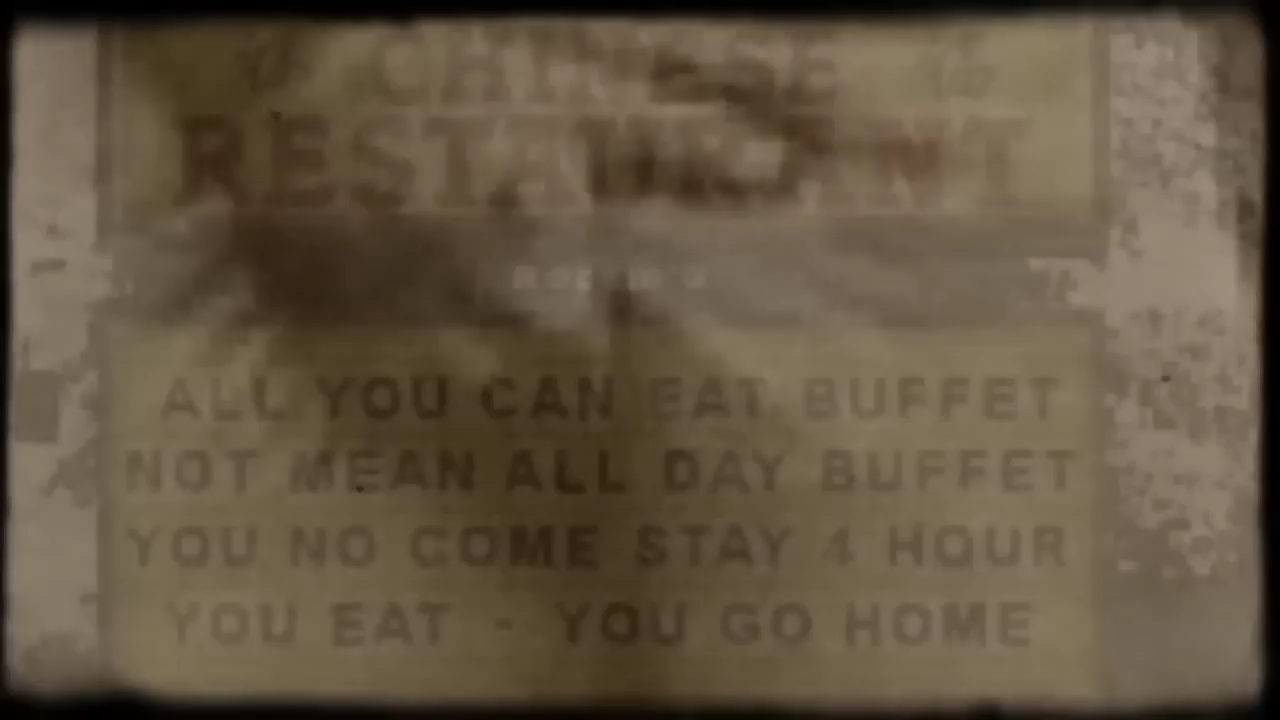 CHINESE
RESTAURANT
ALL YOU CAN EAT BUFFET
NOT MEAN ALL DAY BUFFET
YOU NO COME STAY 4 HOUR
YOU EAT - YOU GO HOME